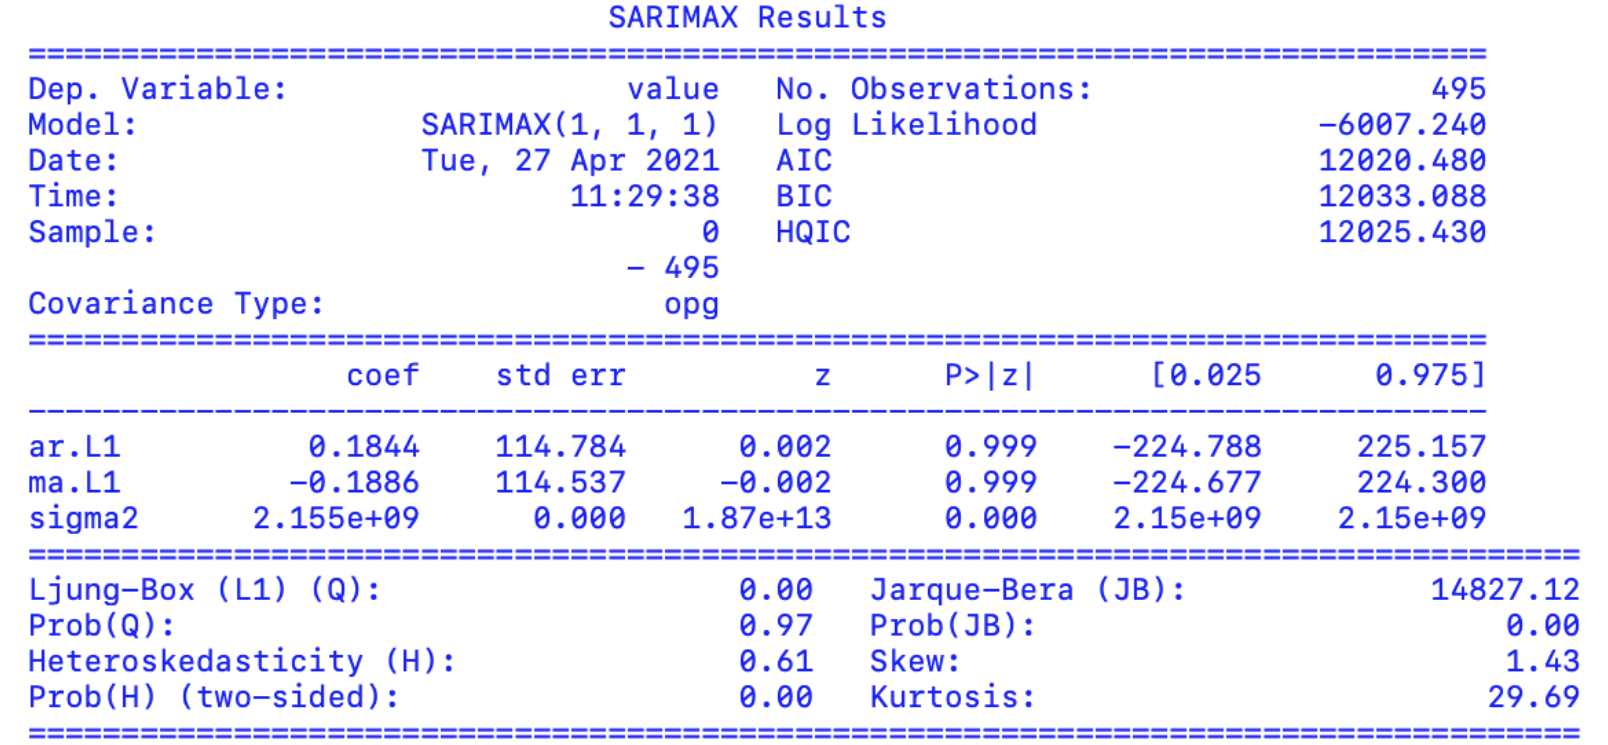 SARIMAX Results
==============================================================================
Dep. Variable:                  value   No. Observations:                  495
Model:               SARIMAX(1, 1, 1)   Log Likelihood               -6007.240
Date:                Tue, 27 Apr 2021   AIC                          12020.480
Time:                        11:29:38   BIC                          12033.088
Sample:                             0   HQIC                         12025.430
                                - 495
Covariance Type:                  opg
==============================================================================
                 coef    std err          z      P>|z|      [0.025      0.975]
------------------------------------------------------------------------------
ar.L1          0.1844    114.784      0.002      0.999    -224.788     225.157
ma.L1         -0.1886    114.537     -0.002      0.999    -224.677     224.300
sigma2      2.155e+09      0.000   1.87e+13      0.000    2.15e+09    2.15e+09
===================================================================================
Ljung-Box (L1) (Q):                   0.00   Jarque-Bera (JB):             14827.12
Prob(Q):                              0.97   Prob(JB):                         0.00
Heteroskedasticity (H):               0.61   Skew:                             1.43
Prob(H) (two-sided):                  0.00   Kurtosis:                        29.69
===================================================================================